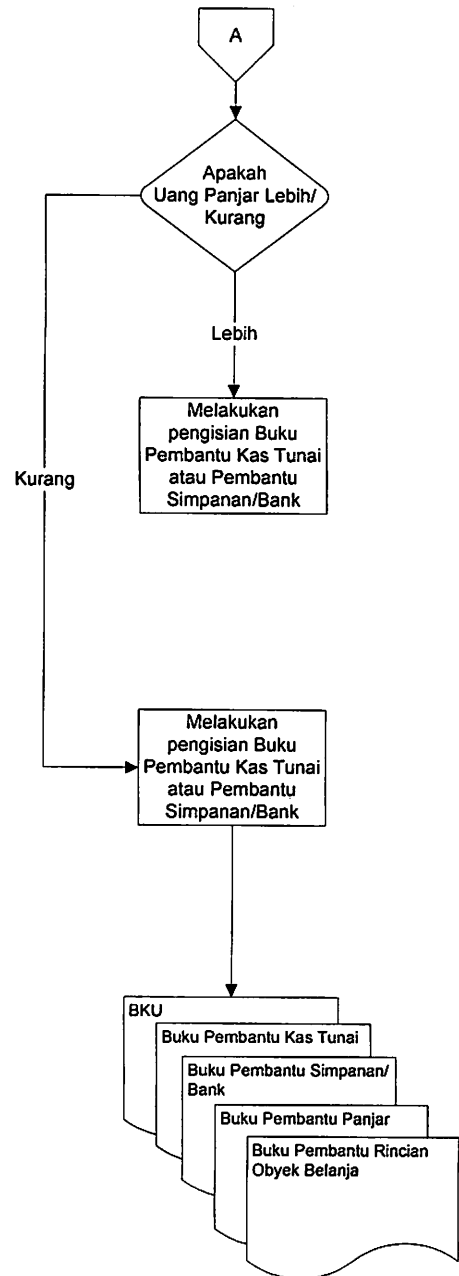 A
Apakah
Uang Panjar Lebih/
Kurang
Lebih
Melakukan
pengisian Buku
Pembantu Kas Tunai
atau Pembantu
Simpanan/Bank
Kurang
Melakukan
pengisian Buku
Pembantu Kas Tunai
atau Pembantu
Simpanan/Bank
BKU
Buku Pembantu Kas Tunai
Buku Pembantu Simpanan/
Bank
Buku Pembantu Panjar
Buku Pembantu Rincian
Obyek Belanja